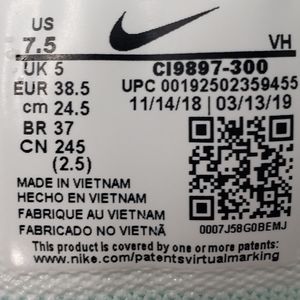 US
7.5 VH
UK 5 CI9897-300
EUR 38.5 UPC 00192502359455
cm 24.5 11/14/18 | 03/13/19
BR 37
CN 245
(2.5)
MADE IN VIETNAM
HECHO EN VIETNAM
FABRIQUE AU VIETNAM
FABRICADO NO VIETNÃ 0007J58G0BEMJ
This product is covered by one or more patents:
www.nike.com/patentsvirtualmarking